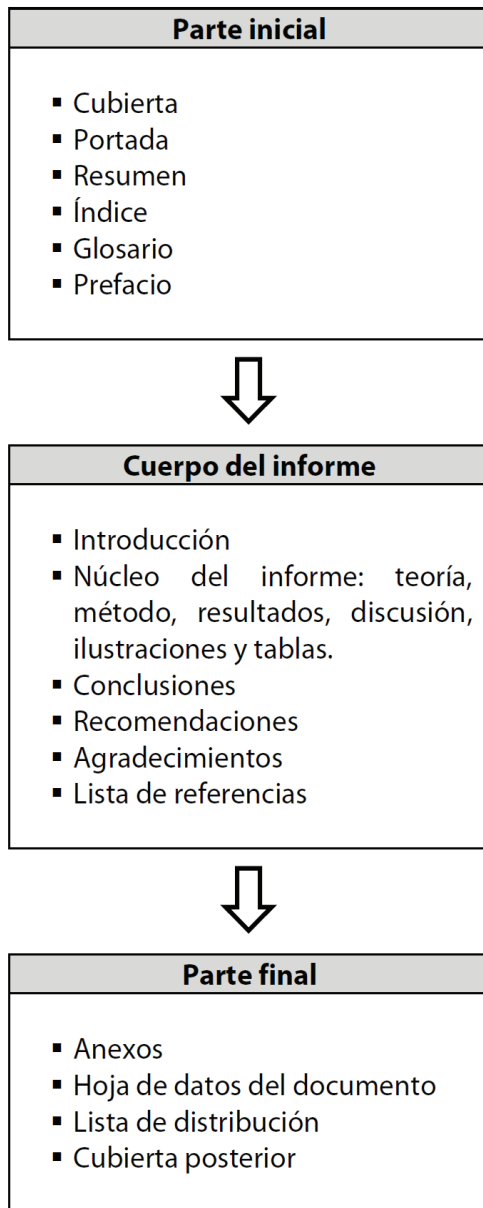 Parte inicial
▪ Cubierta
▪ Portada
▪ Resumen
▪ Índice
▪ Glosario
▪ Prefacio
Cuerpo del informe
▪ Introducción
▪ Núcleo del informe: teoría,
método, resultados, discusión,
ilustraciones y tablas.
▪ Conclusiones
▪ Recomendaciones
▪ Agradecimientos
▪ Lista de referencias
Parte final
▪ Anexos
▪ Hoja de datos del documento
▪ Lista de distribución
▪ Cubierta posterior